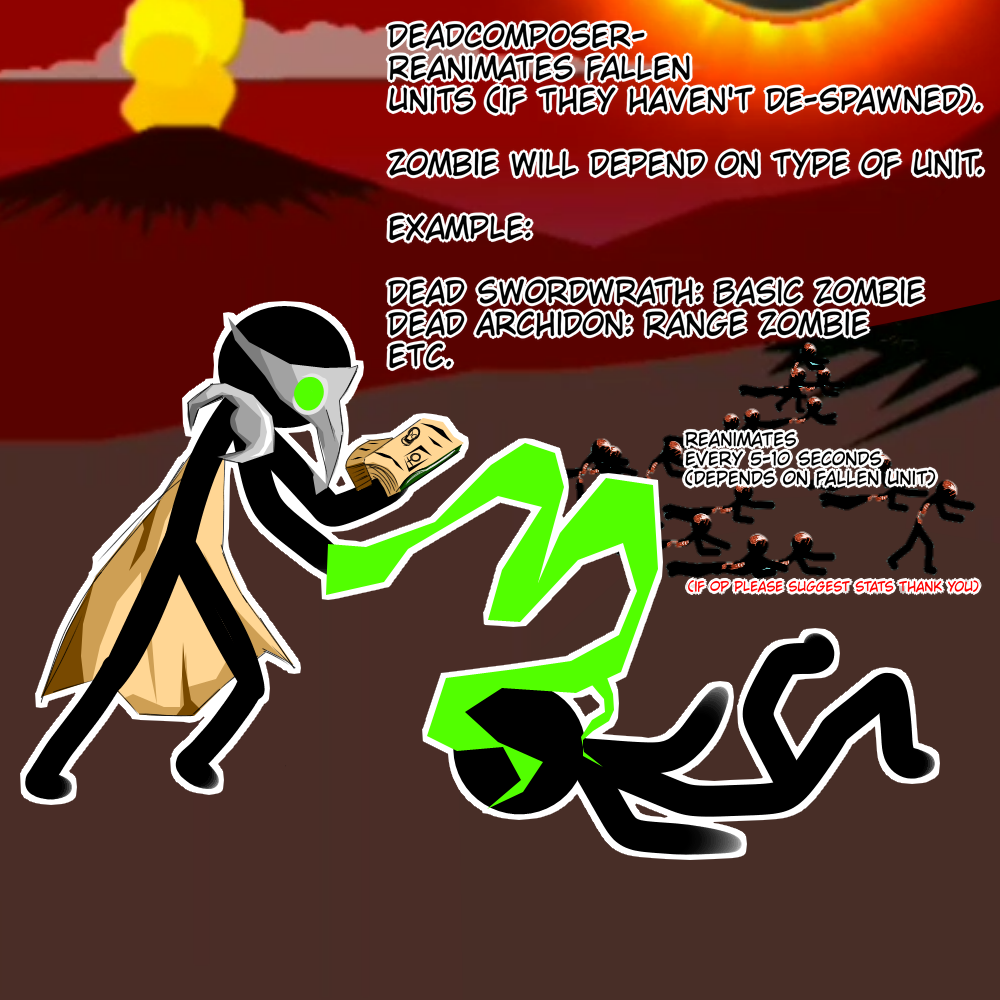 DEADCOMPOSER-
REANIMATES FALLEN
UNITS (IF THEY HAVEN'T DE-SPAWNED).
ZOMBIE WILL DEPEND ON TYPE OF UNIT.
EXAMPLE:
DEAD SWORDWRATH: BASIC ZOMBIE
DEAD ARCHIDON: RANGE ZOMBIE
ETC.
REANIMATES
EVERY 5-10 SECONDS
(DEPENDS ON FALLEN UNIT)
(IF OP PLEASE SUGGEST STATS THANK YOU)